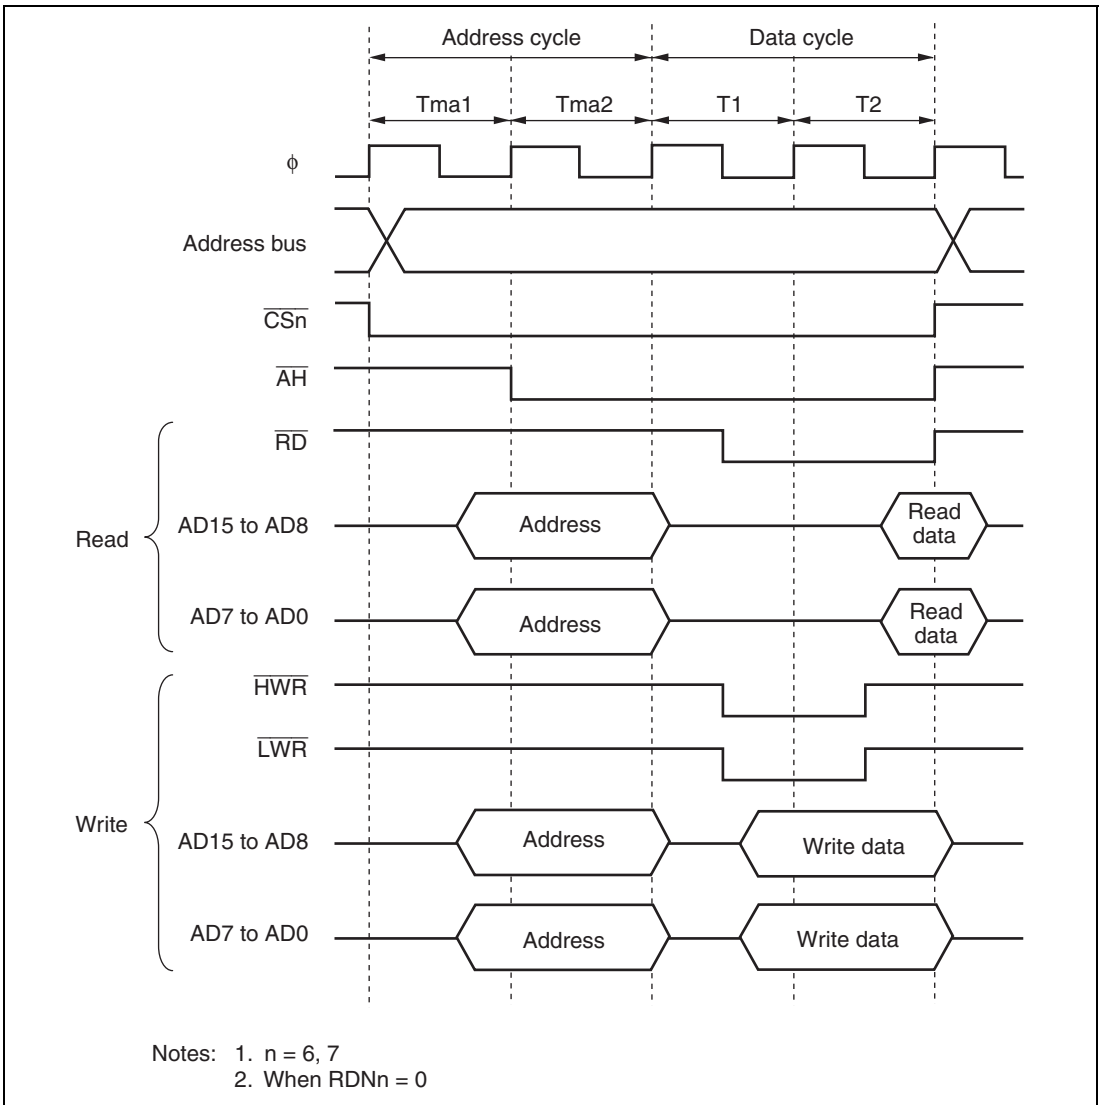 Address cycle Data cycle
Tma1 Tma2 T1 T2
ϕ
Address bus
CSn
AH
RD
Read
AD15 to AD8 Address Read data
AD7 to AD0 Address Read data
HWR
LWR
Write
AD15 to AD8 Address Write data
AD7 to AD0 Address Write data
Notes: 1. n = 6, 7
2. When RDNn = 0